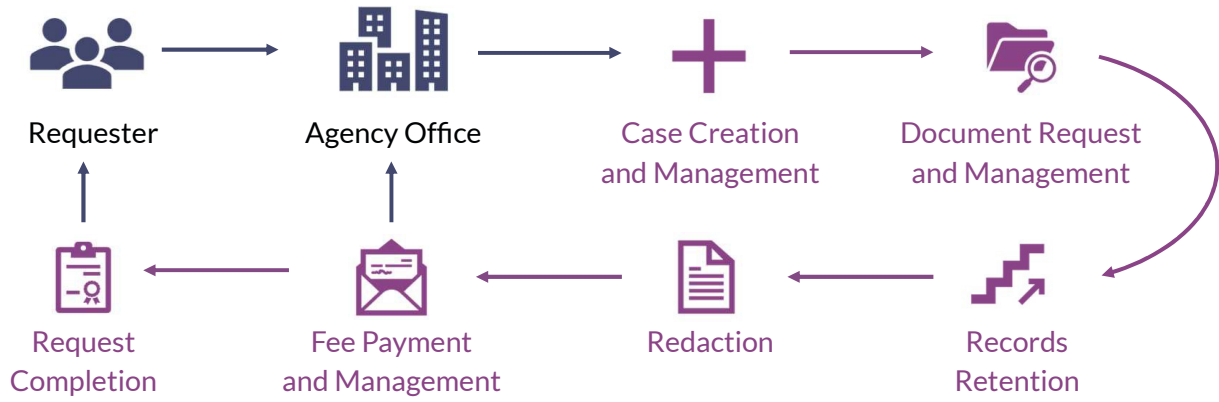 Requester
Agency Office
Case Creation
and Management
Document Request
and Management
Request
Completion
Fee Payment
and Management
Redaction
Records
Retention